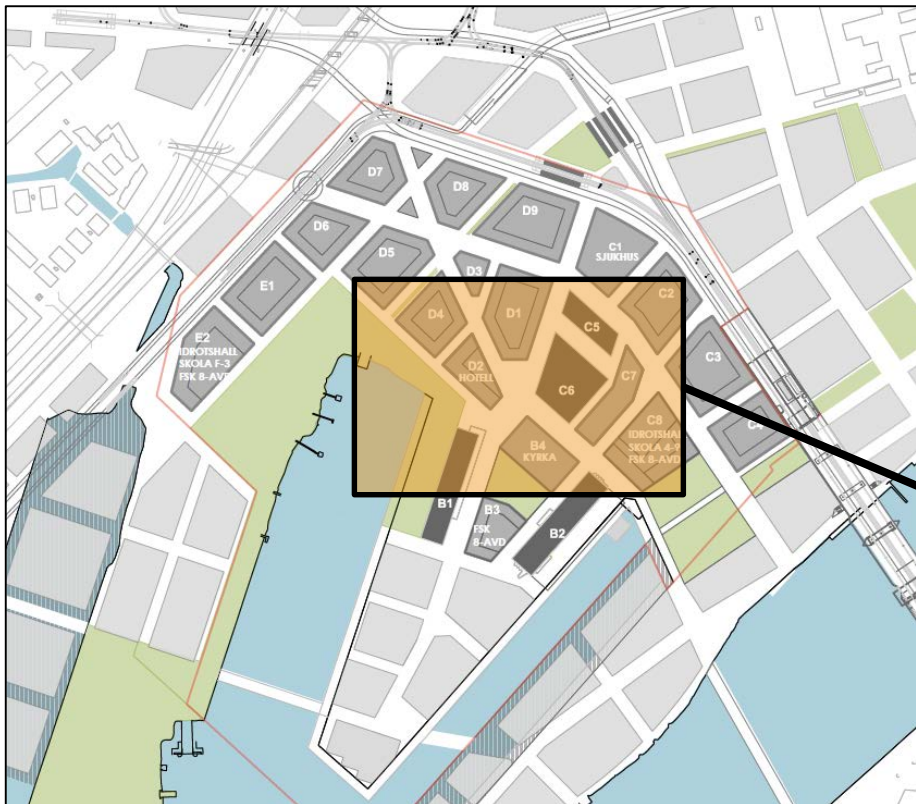 D7
D8
D9
D6
D5
C1
SJUKHUS
D3
E1
C2
D4
D1
C5
E2
IDROTSHALL
SKOLA F-3
FSK 8-AVD
C3
D2
HOTELL
C7
C6
C8
IDROTSHAL
SKOLA 4-9
FSK 8-AVD
C4
B4
KYRKA
B1
B3
FSK
8-AVD
B2